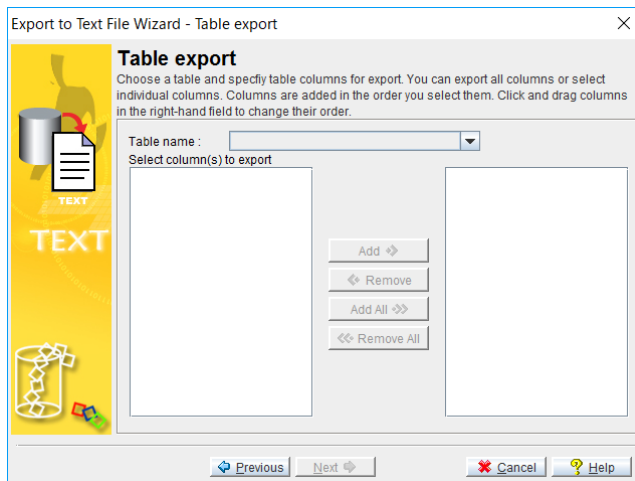 Export to Text File Wizard - Table export
Table export
Choose a table and specfiy table columns for export. You can export all columns or select
individual columns. Columns are added in the order you select them. Click and drag columns
in the right-hand field to change their order.
Table name :
Select column(s) to export
TEXT
TEXT
Add
Remove
Add All
Remove All
Previous
Next
Cancel
Help